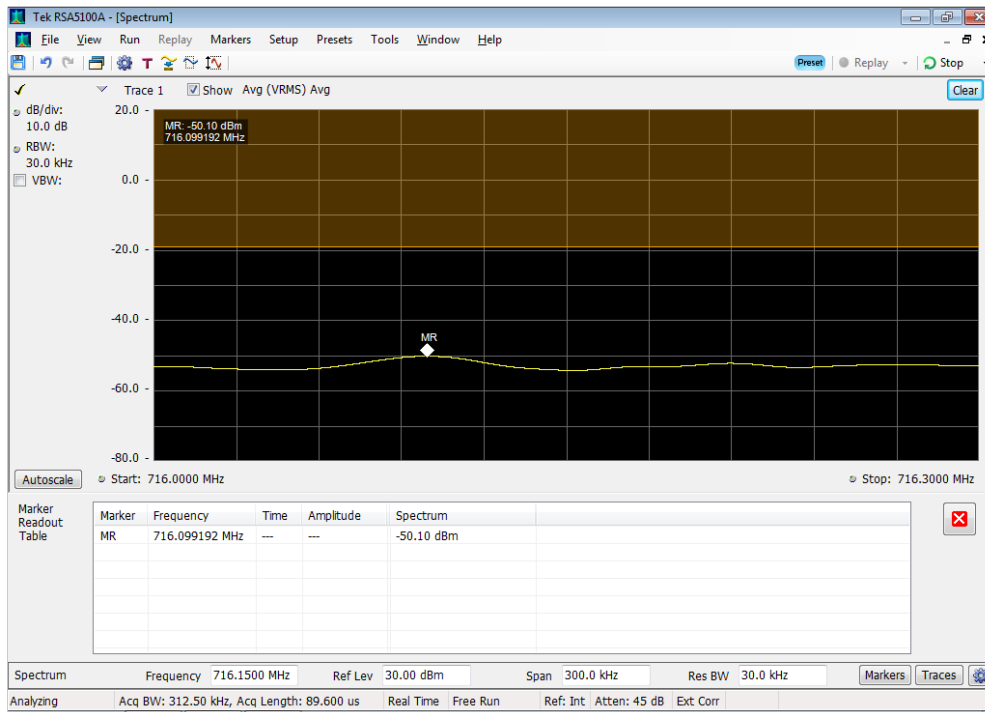 Tek RSA5100A - [Spectrum]
File View Run Replay Markers Setup Presets Tools Window Help
T Preset Replay Stop
Trace 1 Show Avg (VRMS) Avg Clear
dB/div:
10.0 dB
RBW:
30.0 kHz
VBW:
20.0
0.0
-20.0
-40.0
-60.0
-80.0
MR: -50.10 dBm
716.099192 MHz
MR
Autoscale Start: 716.0000 MHz Stop: 716.3000 MHz
Marker
Readout
Table
Marker Frequency Time Amplitude Spectrum
MR 716.099192 MHz --- --- -50.10 dBm
Spectrum Frequency 716.1500 MHz Ref Lev 30.00 dBm Span 300.0 kHz Res BW 30.0 kHz Markers Traces
Analyzing Acq BW: 312.50 kHz, Acq Length: 89.600 us Real Time Free Run Ref: Int Atten: 45 dB Ext Corr